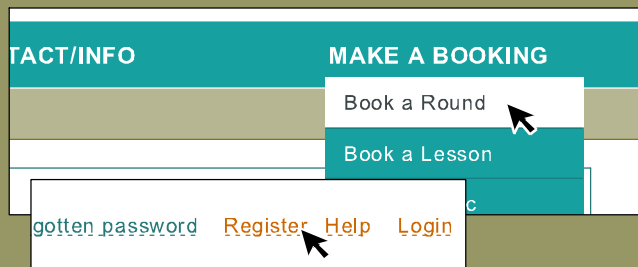 TACT/INFO MAKE A BOOKING
Book a Round
Book a Lesson
c
gotten password Register Help Login